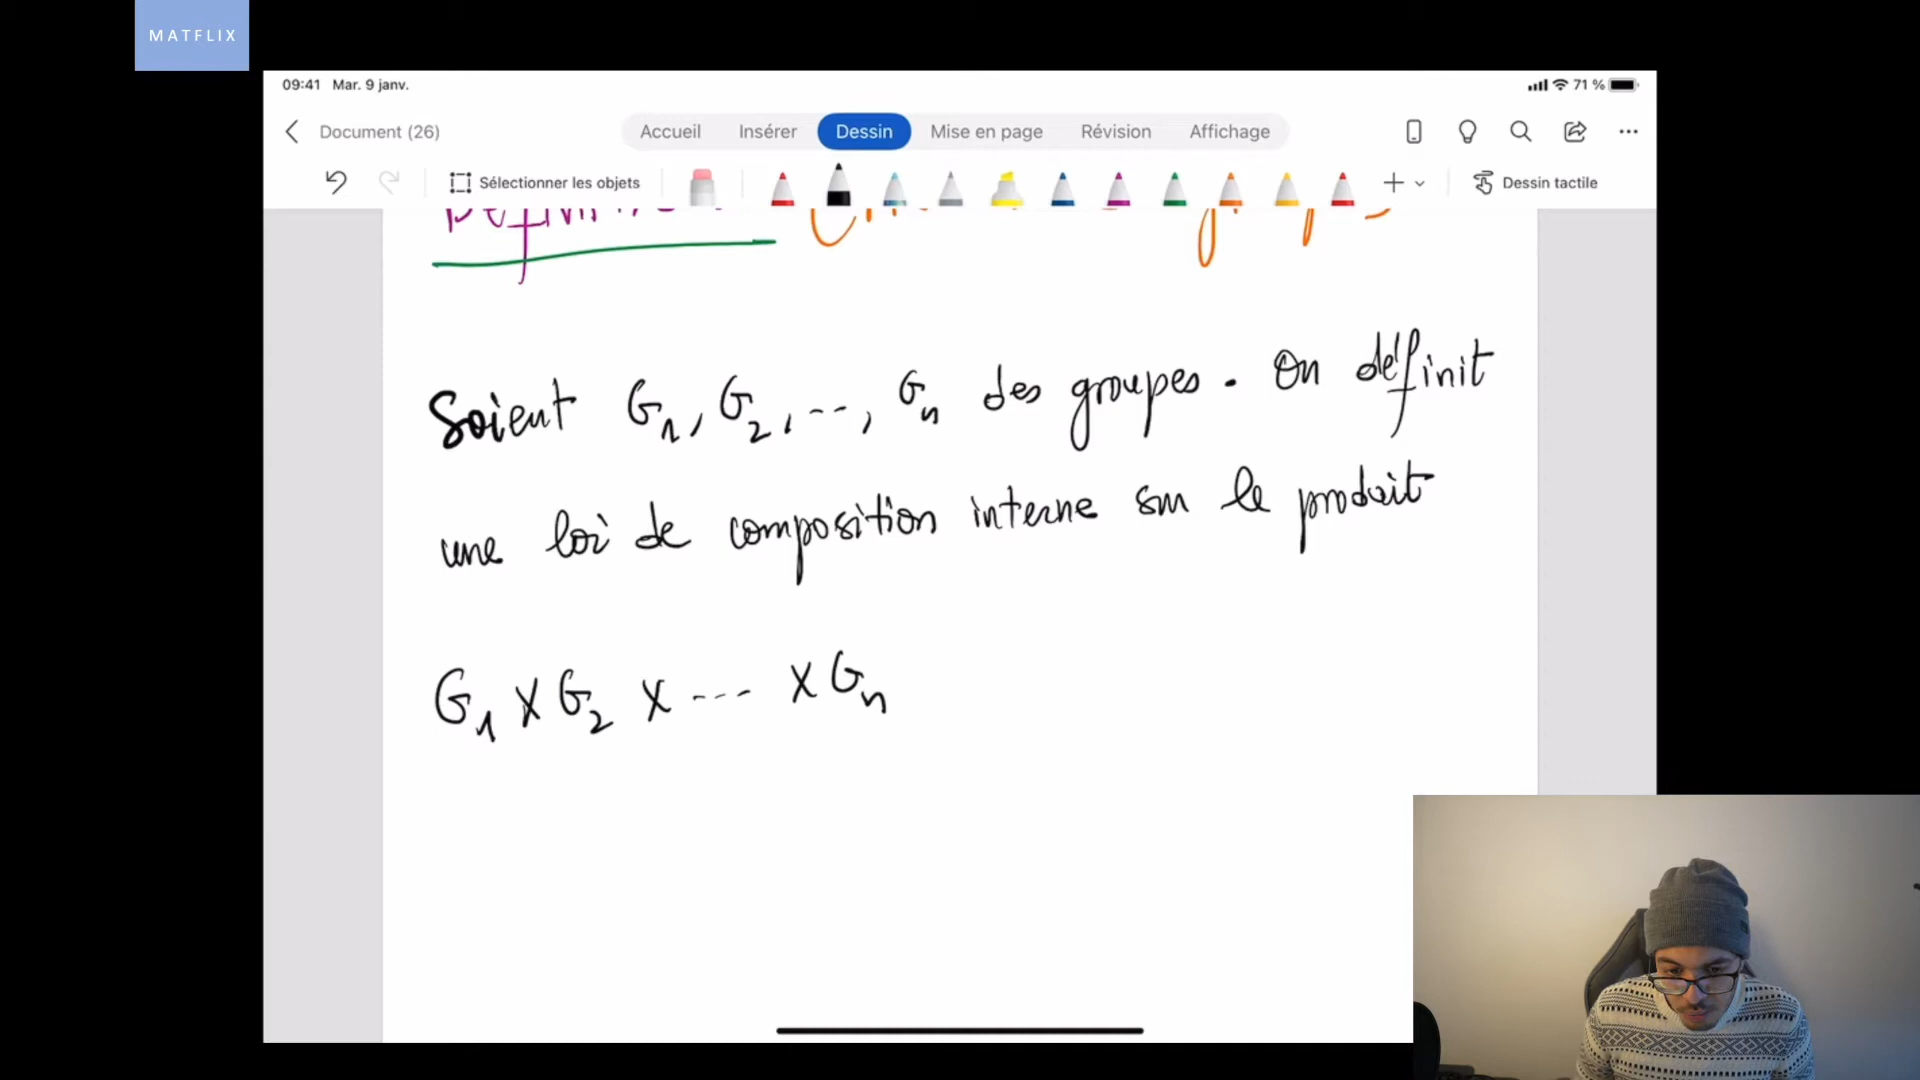 MATFLIX
09:41 Mar. 9 janv.
71 %
Document (26)
Accueil Insérer Dessin Mise en page Révision Affichage
Sélectionner les objets
Dessin tactile
Soient G₁, G₂, ..., Gₙ des groupes. On définit
une loi de composition interne sur le produit
G₁ × G₂ × .... × Gₙ